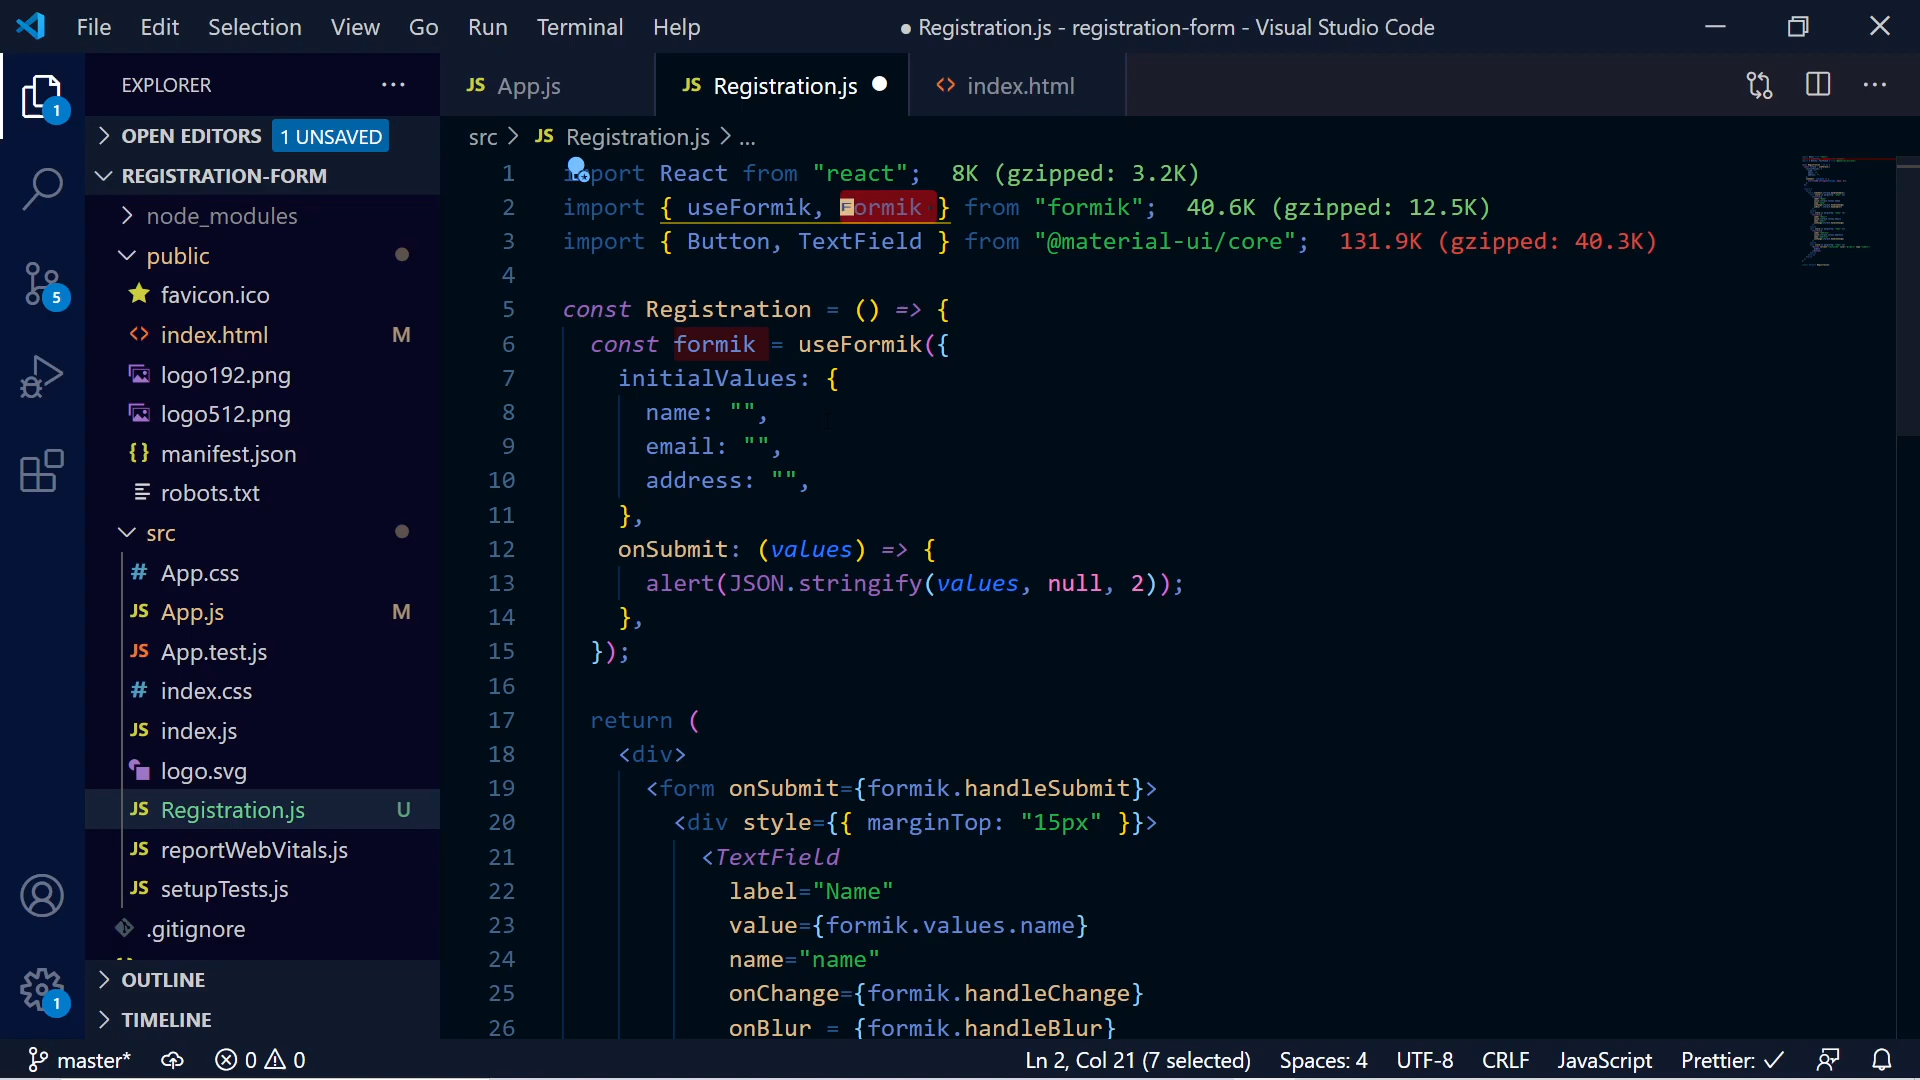 File Edit Selection View Go Run Terminal Help
● Registration.js - registration-form - Visual Studio Code
EXPLORER
1
OPEN EDITORS 1 UNSAVED
REGISTRATION-FORM
node_modules
public
favicon.ico
<> index.html M
logo192.png
logo512.png
{} manifest.json
robots.txt
src
# App.css
JS App.js M
JS App.test.js
# index.css
JS index.js
logo.svg
JS Registration.js U
JS reportWebVitals.js
JS setupTests.js
.gitignore
OUTLINE
TIMELINE
5
1
JS App.js
JS Registration.js ●
<> index.html
src > JS Registration.js > ...
1 import React from "react"; 8K (gzipped: 3.2K)
2 import { useFormik, Formik } from "formik"; 40.6K (gzipped: 12.5K)
3 import { Button, TextField } from "@material-ui/core"; 131.9K (gzipped: 40.3K)
4
5 const Registration = () => {
6 const formik = useFormik({
7 initialValues: {
8 name: "",
9 email: "",
10 address: "",
11 },
12 onSubmit: (values) => {
13 alert(JSON.stringify(values, null, 2));
14 },
15 });
16
17 return (
18 <div>
19 <form onSubmit={formik.handleSubmit}>
20 <div style={{ marginTop: "15px" }}>
21 <TextField
22 label="Name"
23 value={formik.values.name}
24 name="name"
25 onChange={formik.handleChange}
26 onBlur = {formik.handleBlur}
master* 0 0
Ln 2, Col 21 (7 selected) Spaces: 4 UTF-8 CRLF JavaScript Prettier: ✓